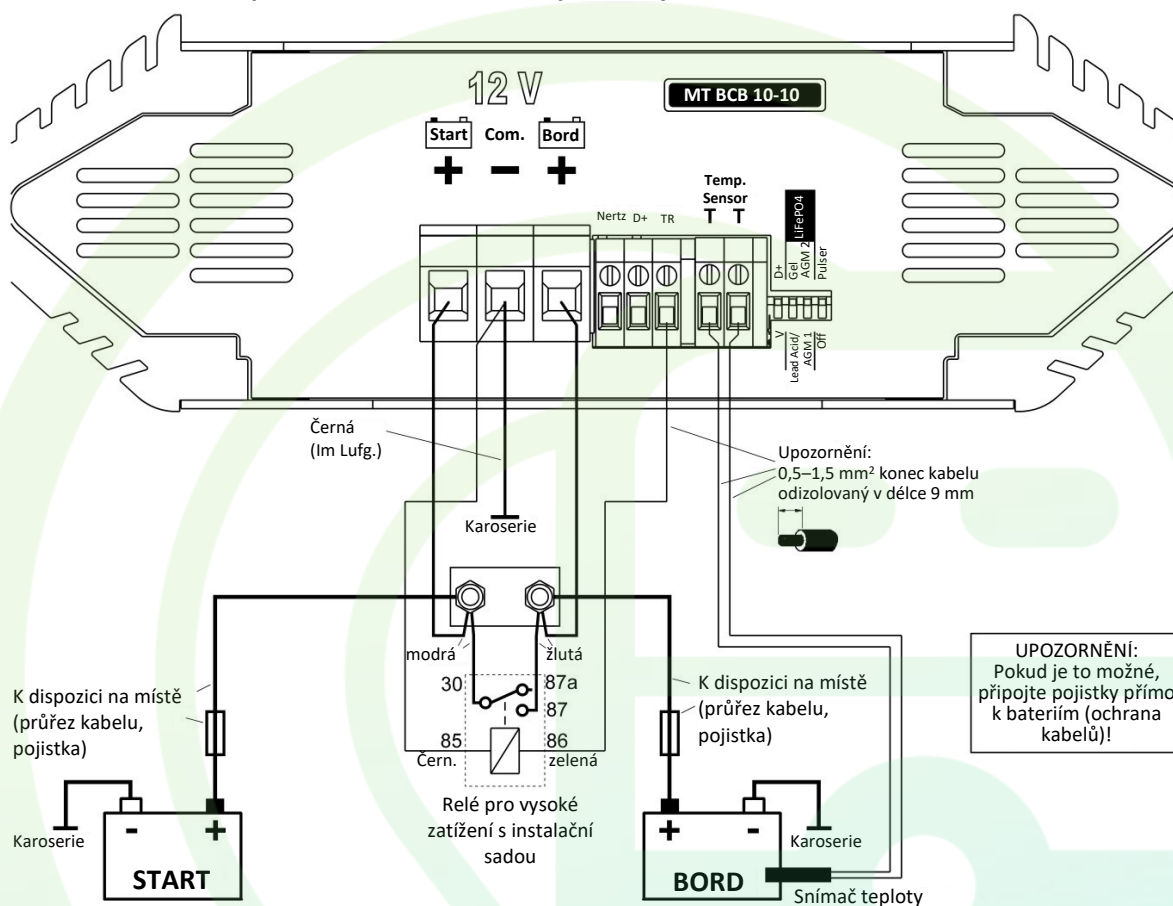 12 V
MT BCB 10-10
Start Com. Bord
+ − +
Temp.
Sensor
T T
Nertz D+ TR
LiFePO4
D+
Gel
AGM 2
Pulser
V
Lead Acid/
AGM 1
Off
Černá
(Im Lufg.)
Upozornění:
0,5–1,5 mm² konec kabelu
odizolovaný v délce 9 mm
Karoserie
modrá
žlutá
30
87a
87
85
86
Čern.
zelená
K dispozici na místě
(průřez kabelu,
pojistka)
K dispozici na místě
(průřez kabelu,
pojistka)
UPOZORNĚNÍ:
Pokud je to možné,
připojte pojistky přímo
k bateriím (ochrana
kabelů)!
Relé pro vysoké
zatížení s instalační
sadou
Karoserie
- +
START
+ -
Karoserie
BORD
Snímač teploty